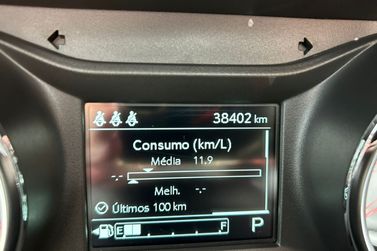 38402 km
Consumo (km/L)
Média 11.9
-.-
Melh.
-.-
Últimos 100 km
E F P